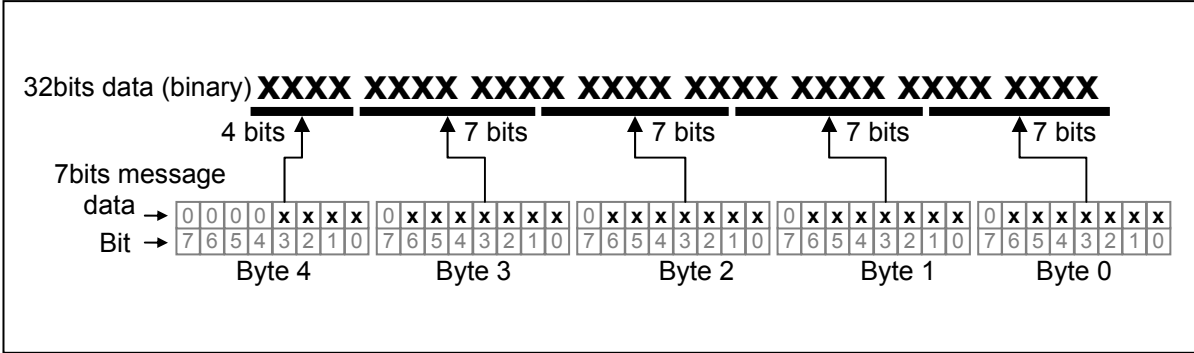 32bits data (binary) XXXX XXXX XXXX XXXX XXXX XXXX XXXX XXXX
4 bits 7 bits 7 bits 7 bits 7 bits
7bits message
data 0 0 0 0 x x x x 0 x x x x x x x 0 x x x x x x x 0 x x x x x x x 0 x x x x x x x
Bit 7 6 5 4 3 2 1 0 7 6 5 4 3 2 1 0 7 6 5 4 3 2 1 0 7 6 5 4 3 2 1 0 7 6 5 4 3 2 1 0
Byte 4 Byte 3 Byte 2 Byte 1 Byte 0